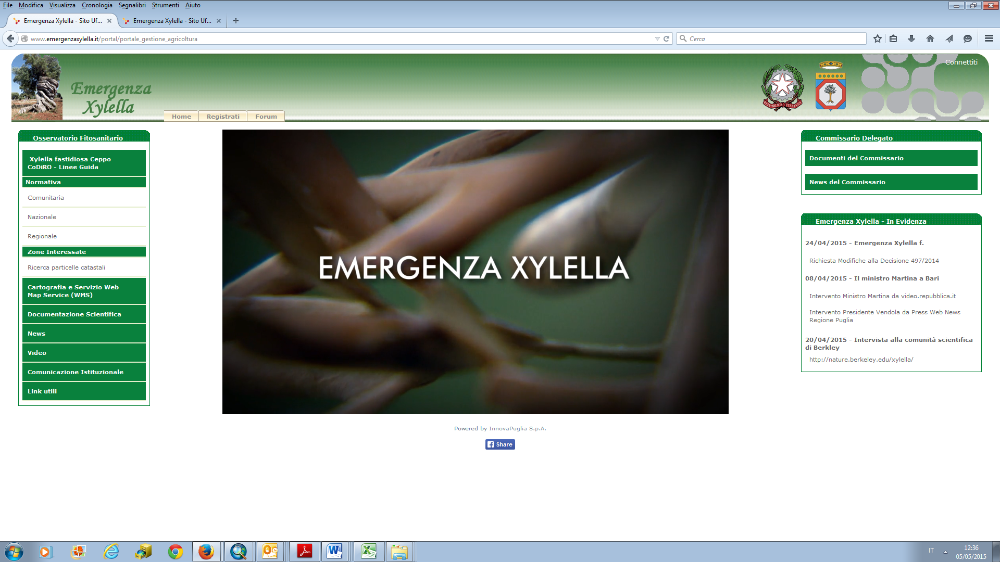 File Modifica Visualizza Cronologia Segnalibri Strumenti Aiuto
Emergenza Xylella - Sito Uf...
Emergenza Xylella - Sito Uf...
www.emergenzaxylella.it/portal/portale_gestione_agricoltura
Cerca
Connettiti
Emergenza
Xylella
REPVBBLICA ITALIANA
Home
Registrati
Forum
Osservatorio Fitosanitario
Xylella fastidiosa Ceppo
CoDiRO - Linee Guida
Normativa
Comunitaria
Nazionale
Regionale
Zone Interessate
Ricerca particelle catastali
Cartografia e Servizio Web
Map Service (WMS)
Documentazione Scientifica
News
Video
Comunicazione Istituzionale
Link utili
EMERGENZA XYLELLA
Powered by InnovaPuglia S.p.A.
Share
Commissario Delegato
Documenti del Commissario
News del Commissario
Emergenza Xylella - In Evidenza
24/04/2015 - Emergenza Xylella f.
Richiesta Modifiche alla Decisione 497/2014
08/04/2015 - Il ministro Martina a Bari
Intervento Ministro Martina da video.repubblica.it
Intervento Presidente Vendola da Press Web News
Regione Puglia
20/04/2015 - Intervista alla comunità scientifica
di Berkley
http://nature.berkeley.edu/xylella/
IT
12:36
05/05/2015